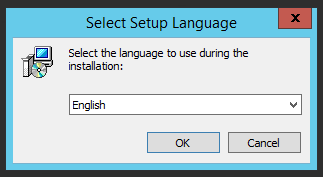 Select Setup Language
x
Select the language to use during the
installation:
English
OK
Cancel